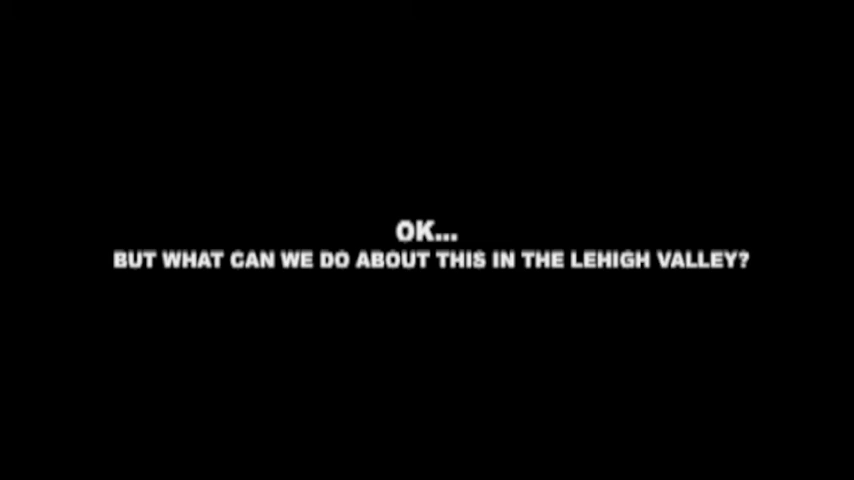 OK...
BUT WHAT CAN WE DO ABOUT THIS IN THE LEHIGH VALLEY?